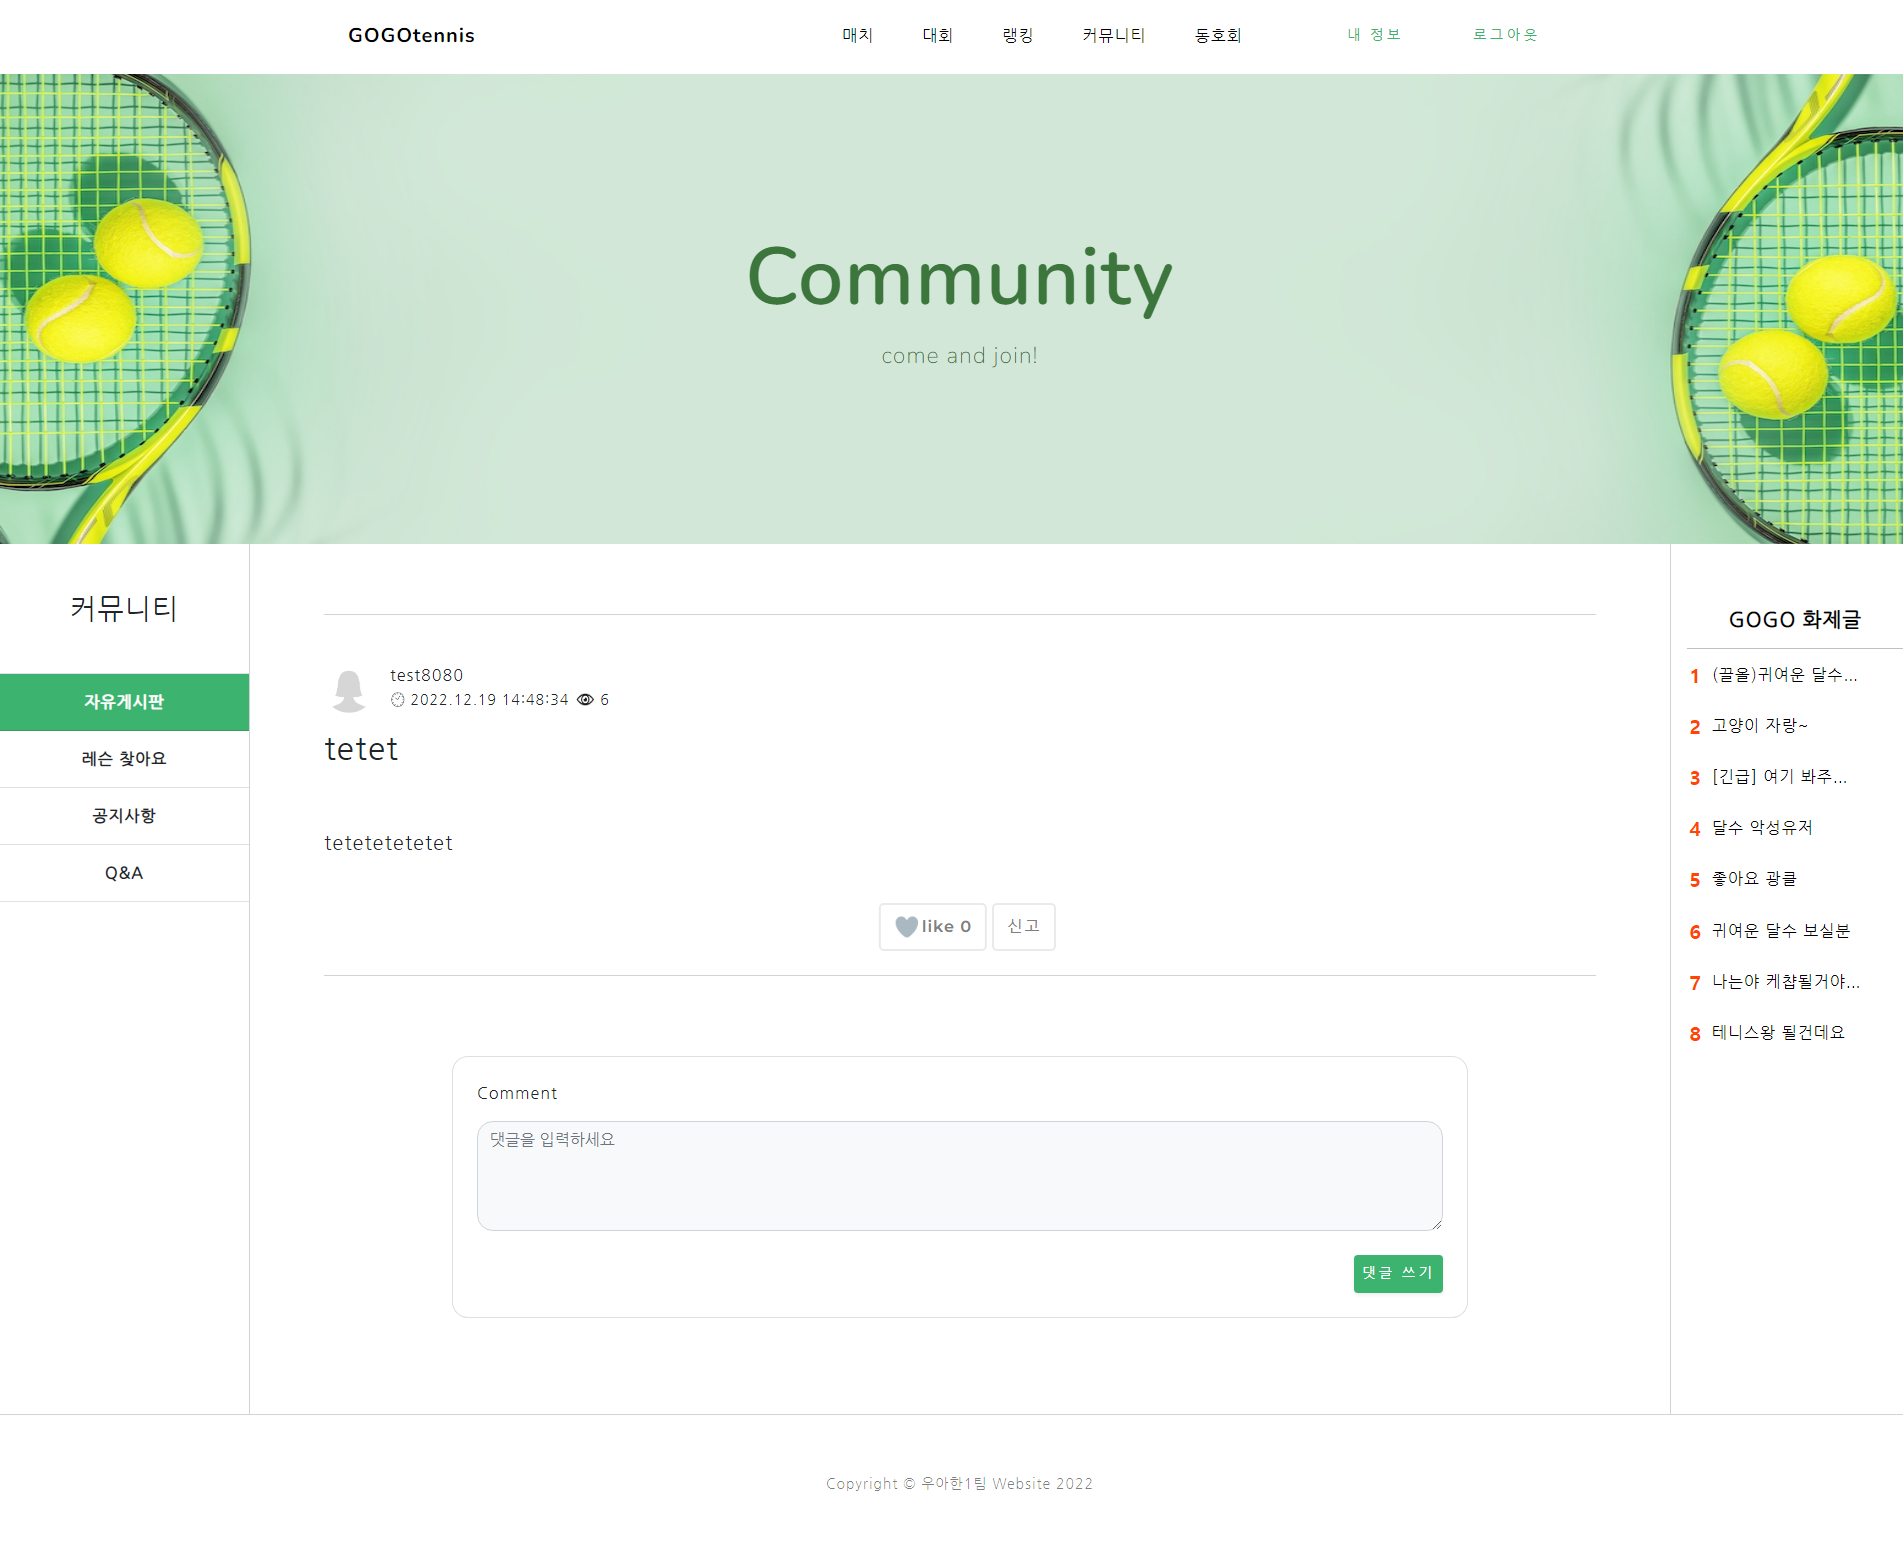 GOGOtennis
매치 대회 랭킹 커뮤니티 동호회 내 정보 로그아웃
Community
come and join!
커뮤니티
자유게시판
레슨 찾아요
공지사항
Q&A
test8080
2022.12.19 14:48:34 6
tetet
tetetetetetet
like 0 신고
Comment
댓글을 입력하세요
댓글 쓰기
GOGO 화제글
1 (끌올)귀여운 달수...
2 고양이 자랑~
3 [긴급] 여기 봐주...
4 달수 악성유저
5 좋아요 광클
6 귀여운 달수 보실분
7 나는야 케챱될거야...
8 테니스왕 될건데요
Copyright © 우아한1팀 Website 2022